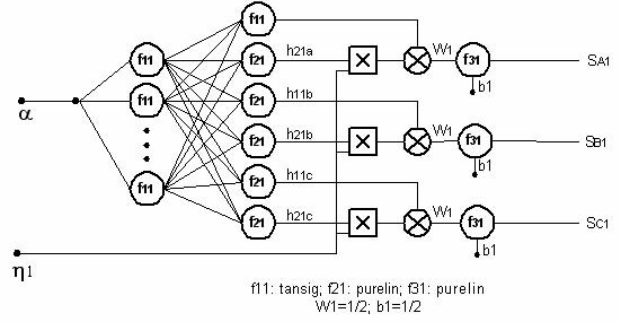 f11
f11 f21 h21a W1 f31 SA1
b1
α f11 f21 h11b
f21 h21b W1 f31 SB1
b1
f11 f21 h11c
f21 h21c W1 f31 SC1
b1
η1
f11: tansig; f21: purelin; f31: purelin
W1=1/2; b1=1/2